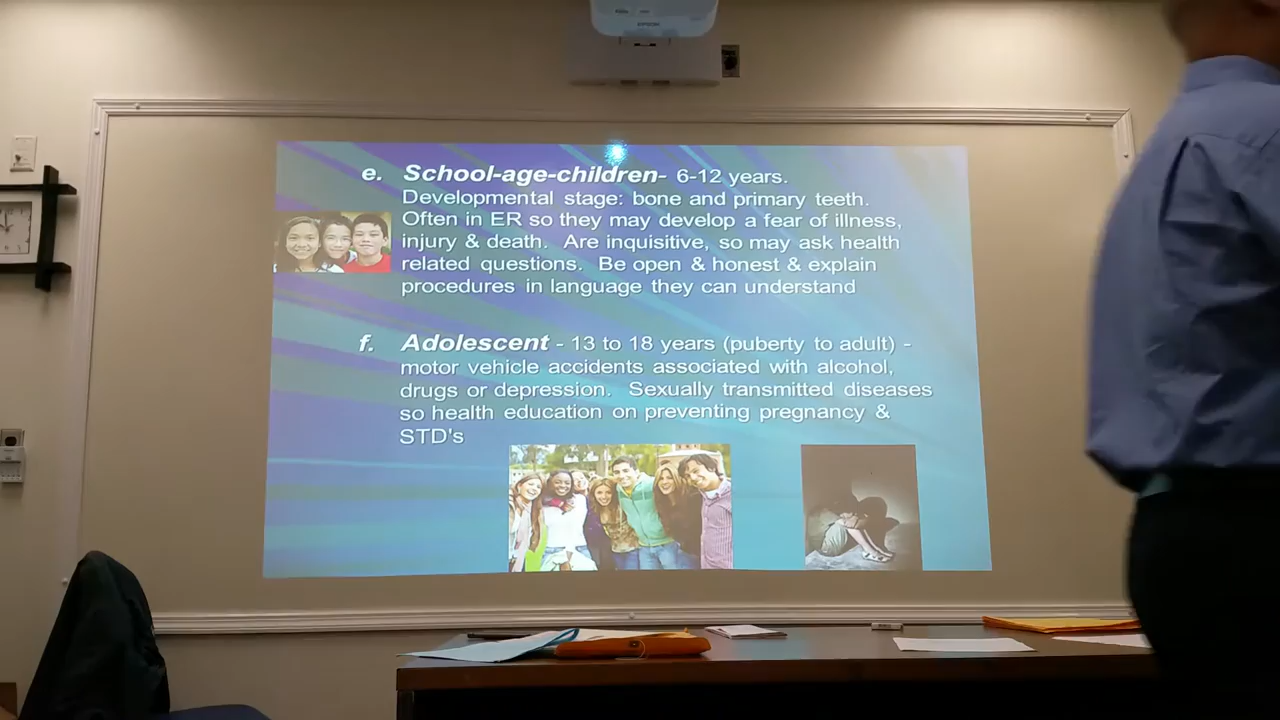 EPSON
e. School-age-children- 6-12 years.
Developmental stage: bone and primary teeth.
Often in ER so they may develop a fear of illness,
injury & death. Are inquisitive, so may ask health
related questions. Be open & honest & explain
procedures in language they can understand
f. Adolescent - 13 to 18 years (puberty to adult) -
motor vehicle accidents associated with alcohol,
drugs or depression. Sexually transmitted diseases
so health education on preventing pregnancy &
STD's